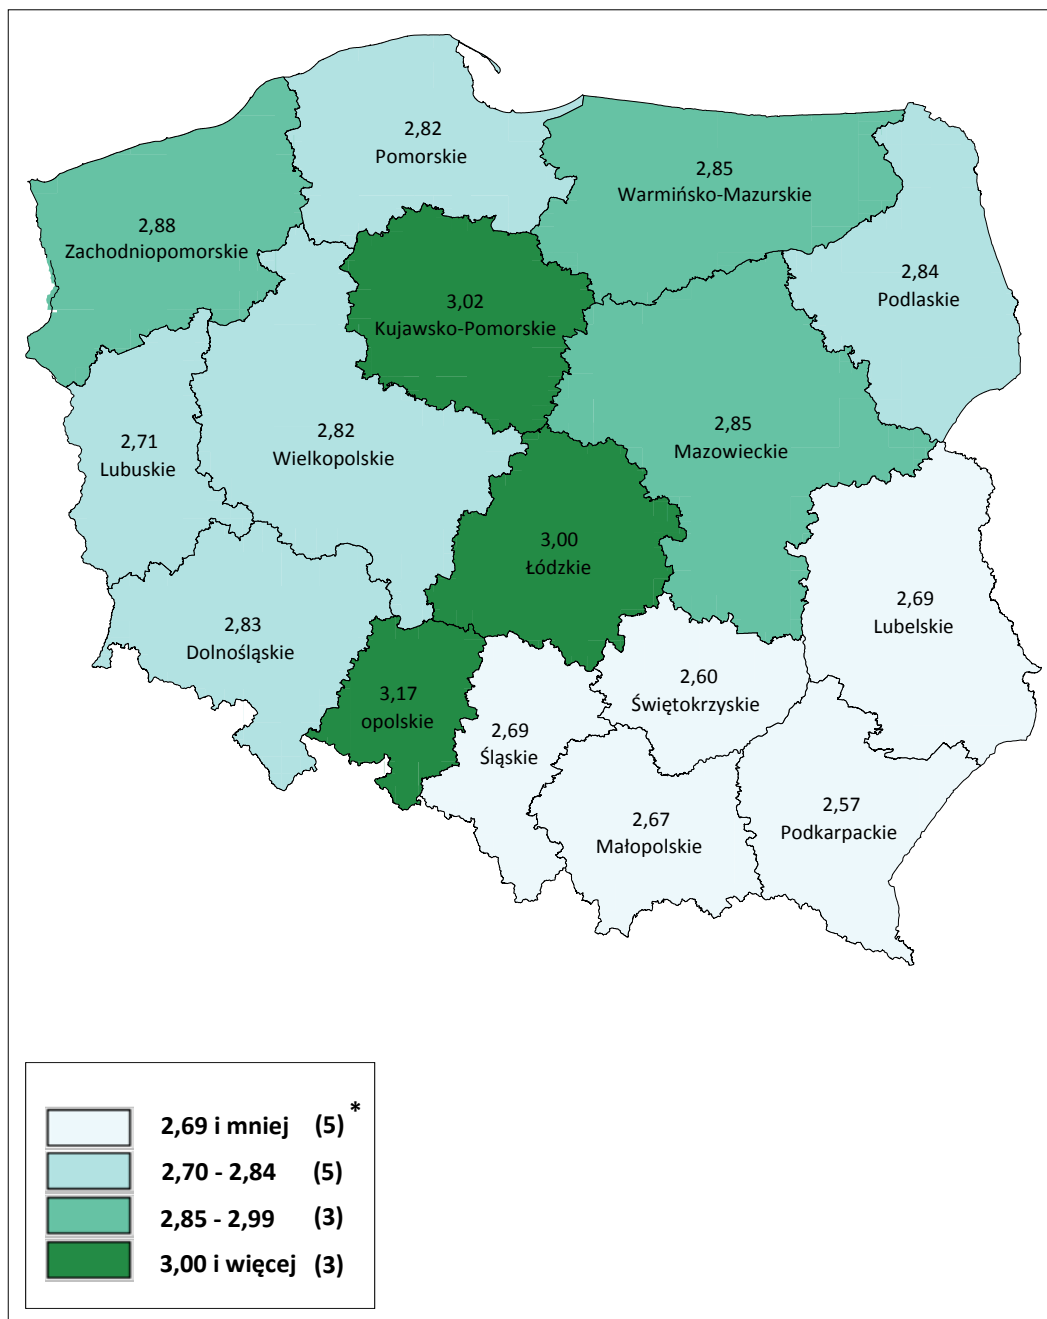 2,82
Pomorskie
2,85
Warmińsko-Mazurskie
2,88
Zachodniopomorskie
2,84
Podlaskie
3,02
Kujawsko-Pomorskie
2,71
Lubuskie
2,82
Wielkopolskie
2,85
Mazowieckie
3,00
Łódzkie
2,69
Lubelskie
2,83
Dolnośląskie
3,17
opolskie
2,60
Świętokrzyskie
2,69
Śląskie
2,67
Małopolskie
2,57
Podkarpackie
2,69 i mniej (5) *
2,70 - 2,84 (5)
2,85 - 2,99 (3)
3,00 i więcej (3)